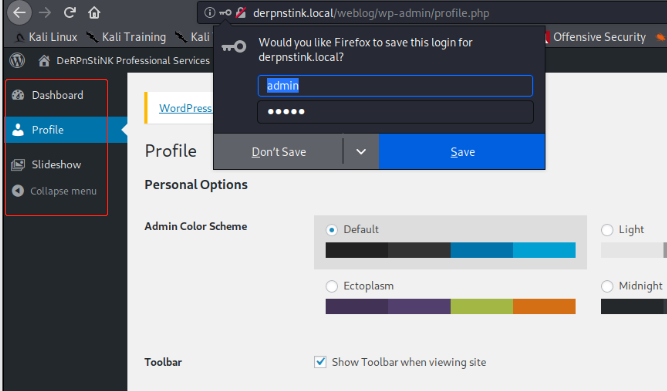 derpnstink.local/weblog/wp-admin/profile.php
Kali Linux Kali Training Offensive Security
Would you like Firefox to save this login for
derpnstink.local?
admin
•••••
Don't Save Save
DeRPnStiNK Professional Services
Dashboard
Profile
Slideshow
Collapse menu
WordPress
Profile
Personal Options
Admin Color Scheme
Default Light
Ectoplasm Midnight
Toolbar Show Toolbar when viewing site